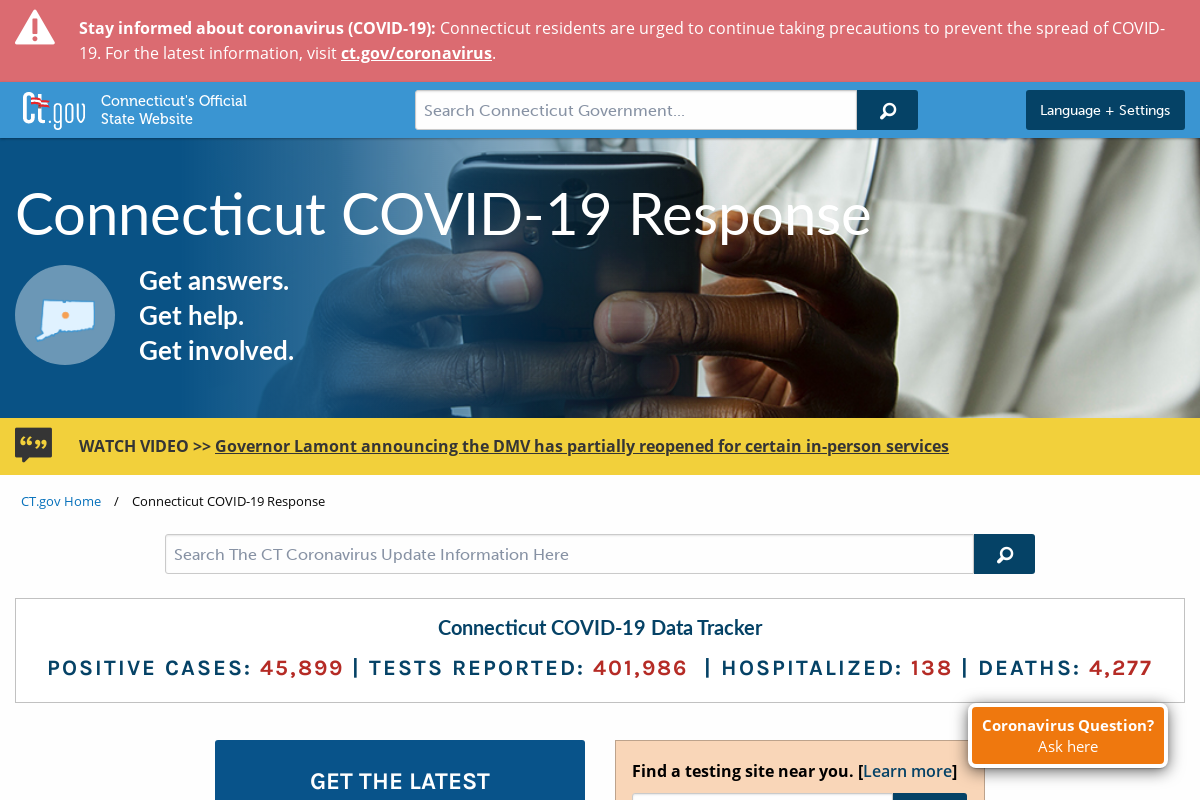 Stay informed about coronavirus (COVID-19): Connecticut residents are urged to continue taking precautions to prevent the spread of COVID-
19. For the latest information, visit ct.gov/coronavirus.
Ct.gov
Connecticut's Official
State Website
Search Connecticut Government...
Language + Settings
Connecticut COVID-19 Response
Get answers.
Get help.
Get involved.
WATCH VIDEO >> Governor Lamont announcing the DMV has partially reopened for certain in-person services
CT.gov Home / Connecticut COVID-19 Response
Search The CT Coronavirus Update Information Here
Connecticut COVID-19 Data Tracker
POSITIVE CASES: 45,899 | TESTS REPORTED: 401,986 | HOSPITALIZED: 138 | DEATHS: 4,277
Coronavirus Question?
Ask here
GET THE LATEST
Find a testing site near you. [Learn more]